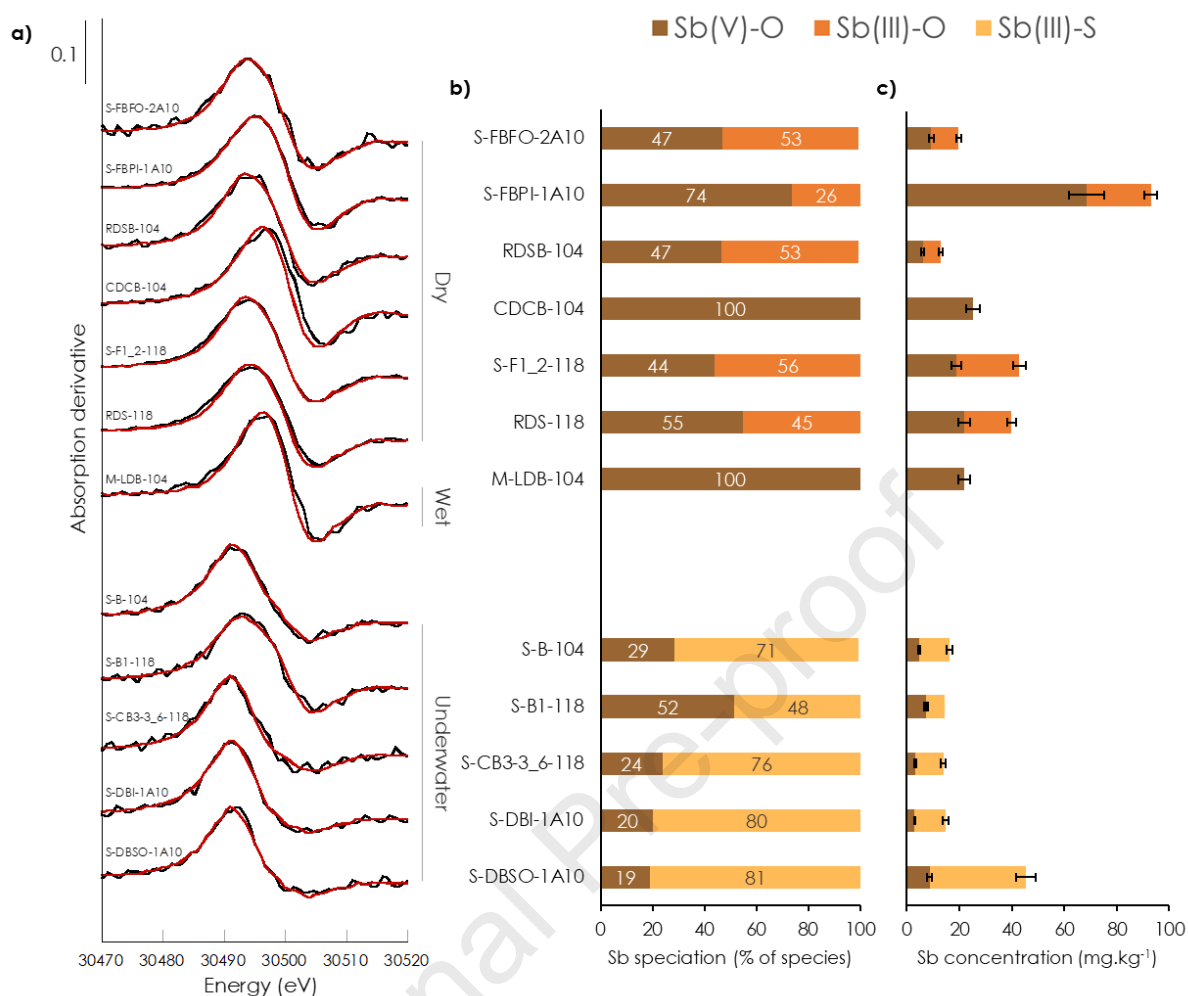 Sb(V)-O Sb(III)-O Sb(III)-S
a)
0.1
Absorption derivative
S-FBFO-2A10
S-FBPI-1A10
RDSB-104
CDCB-104
S-F1_2-118
RDS-118
M-LDB-104
S-B-104
S-B1-118
S-CB3-3_6-118
S-DBI-1A10
S-DBSO-1A10
Dry
Wet
Underwater
30470 30480 30490 30500 30510 30520
Energy (eV)
b)
S-FBFO-2A10 47 53
S-FBPI-1A10 74 26
RDSB-104 47 53
CDCB-104 100
S-F1_2-118 44 56
RDS-118 55 45
M-LDB-104 100
S-B-104 29 71
S-B1-118 52 48
S-CB3-3_6-118 24 76
S-DBI-1A10 20 80
S-DBSO-1A10 19 81
0 20 40 60 80 100
Sb speciation (% of species)
c)
0 20 40 60 80 100
Sb concentration (mg.kg⁻¹)
nal Pre-proof